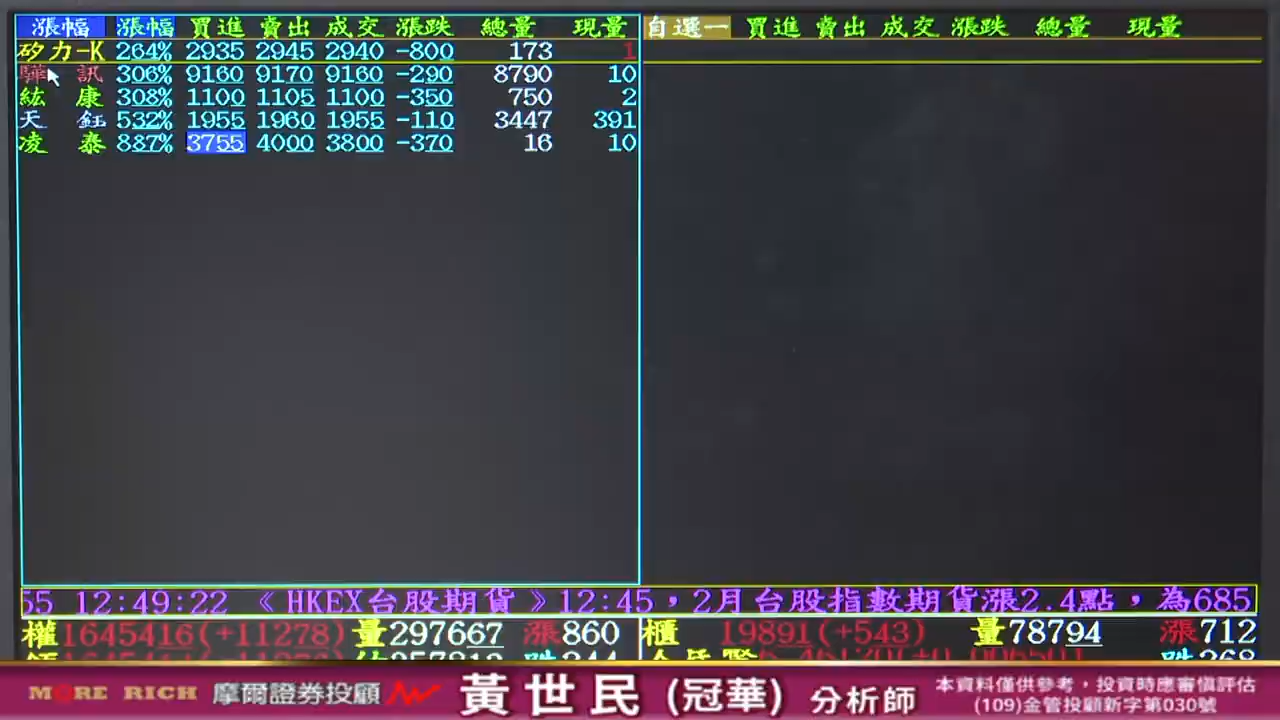 漲幅 漲幅 買進 賣出 成交 漲跌 總量 現量 自選一 買進 賣出 成交 漲跌 總量 現量
矽力-K 264% 2935 2945 2940 -800 173 1
驊訊 306% 9160 9170 9160 -290 8790 10
紘康 308% 1100 1105 1100 -350 750 2
天鈺 532% 1955 1960 1955 -110 3447 391
凌泰 887% 3755 4000 3800 -370 16 10
55 12:49:22 《HKEX台股期貨》12:45，2月台股指數期貨漲2.4點，為685
權1645416(+11278) 量297667 漲860 櫃 19891(+543) 量78794 漲712
MORE RICH 摩爾證券投顧 黃世民 (冠華) 分析師
本資料僅供參考，投資時應審慎評估
(109)金管投顧新字第030號